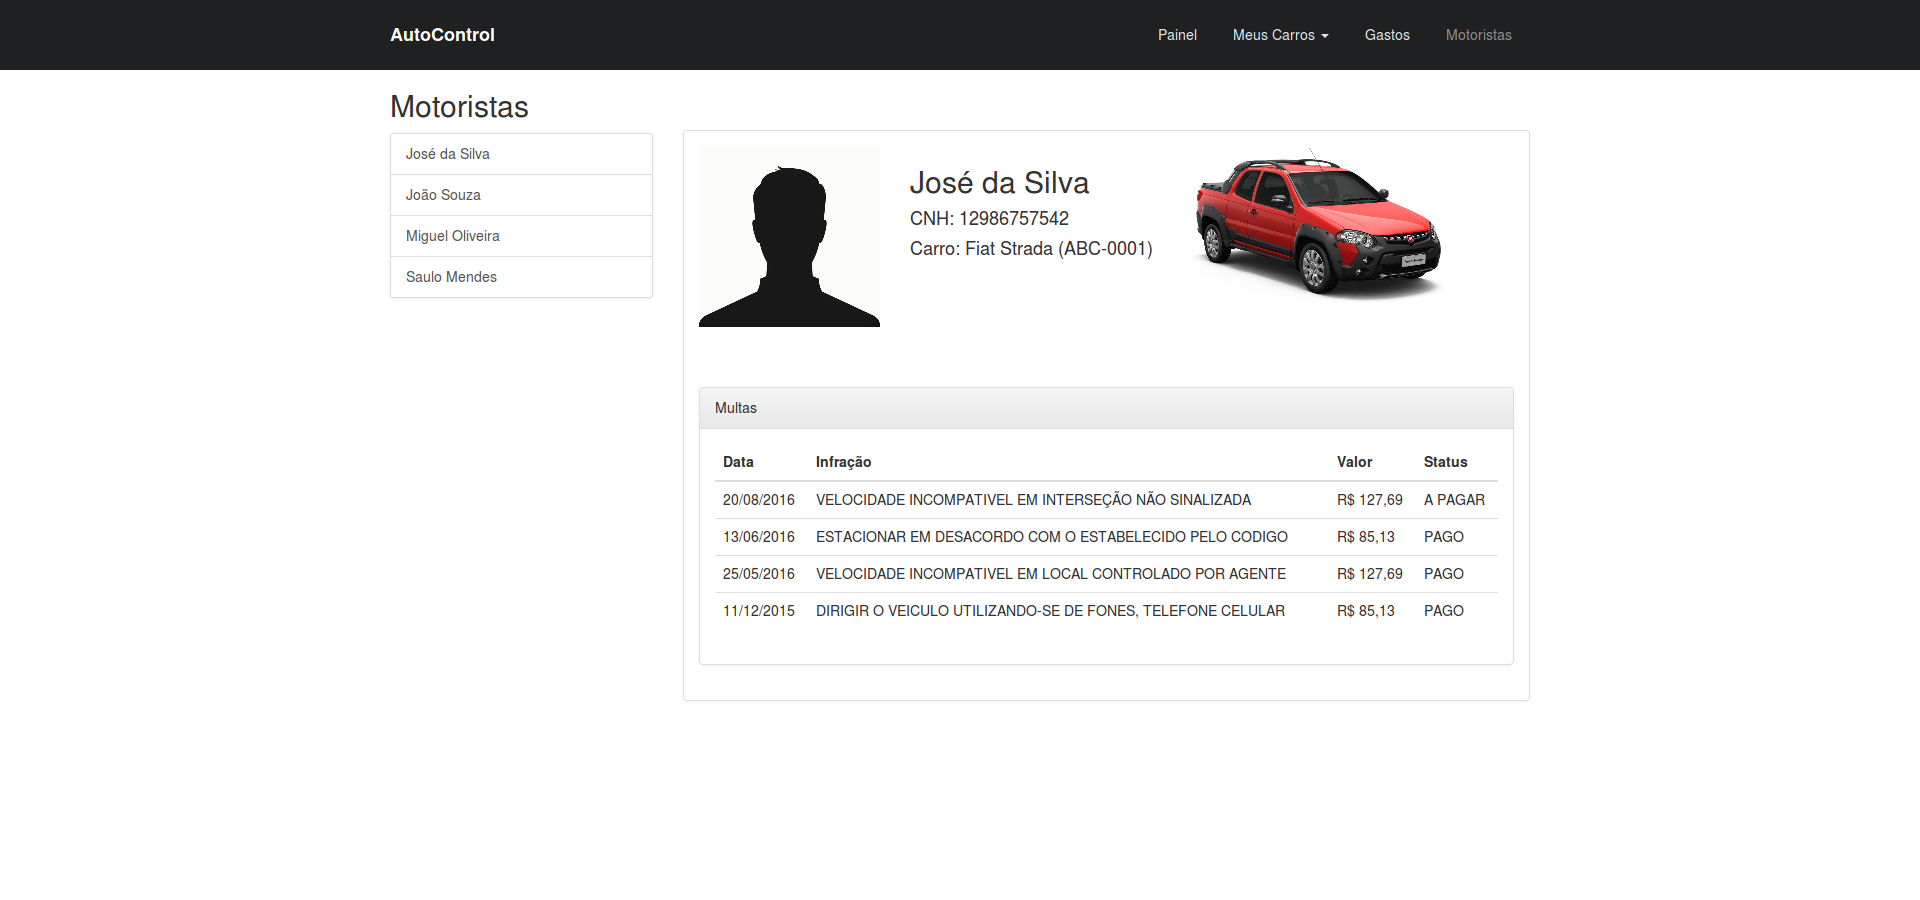 AutoControl
Painel
Meus Carros
Gastos
Motoristas
Motoristas
José da Silva
João Souza
Miguel Oliveira
Saulo Mendes
José da Silva
CNH: 12986757542
Carro: Fiat Strada (ABC-0001)
Multas
Data Infração Valor Status
20/08/2016 VELOCIDADE INCOMPATIVEL EM INTERSEÇÃO NÃO SINALIZADA R$ 127,69 A PAGAR
13/06/2016 ESTACIONAR EM DESACORDO COM O ESTABELECIDO PELO CODIGO R$ 85,13 PAGO
25/05/2016 VELOCIDADE INCOMPATIVEL EM LOCAL CONTROLADO POR AGENTE R$ 127,69 PAGO
11/12/2015 DIRIGIR O VEICULO UTILIZANDO-SE DE FONES, TELEFONE CELULAR R$ 85,13 PAGO